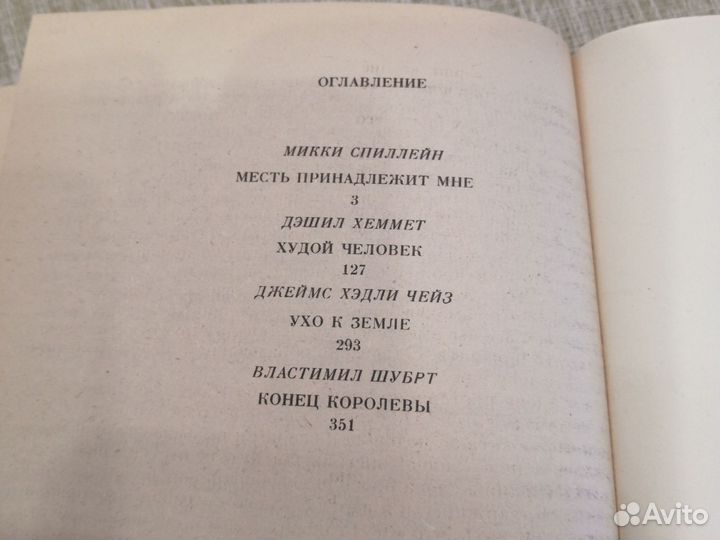 ОГЛАВЛЕНИЕ
МИККИ СПИЛЛЕЙН
МЕСТЬ ПРИНАДЛЕЖИТ МНЕ
3
ДЭШИЛ ХЕММЕТ
ХУДОЙ ЧЕЛОВЕК
127
ДЖЕЙМС ХЭДЛИ ЧЕЙЗ
УХО К ЗЕМЛЕ
293
ВЛАСТИМИЛ ШУБРТ
КОНЕЦ КОРОЛЕВЫ
351
Avito